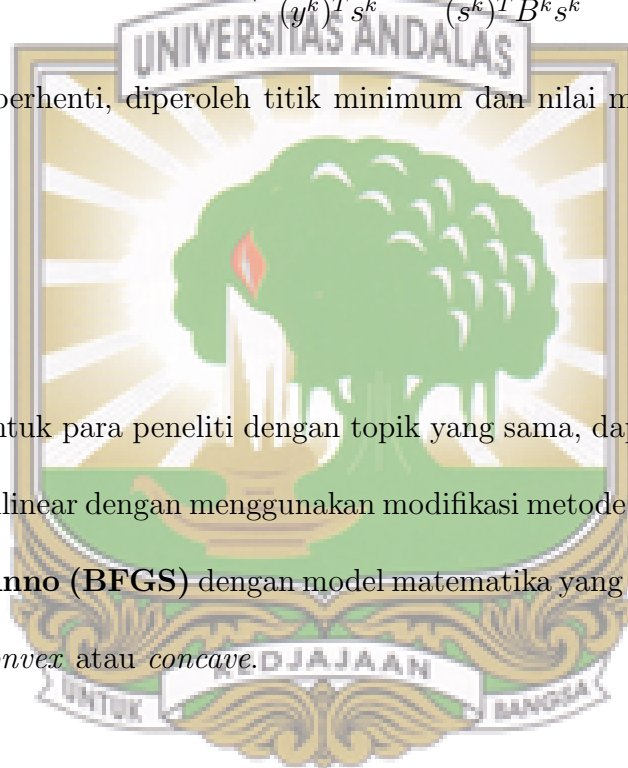 (y^k)^T s^k (s^k)^T B^k s^k
UNIVERSITAS ANDALAS
berhenti, diperoleh titik minimum dan nilai m
ntuk para peneliti dengan topik yang sama, da
linear dengan menggunakan modifikasi metode
nno (BFGS) dengan model matematika yang
nvex atau concave.
KEDJAJAAN
UNTUK BANGSA